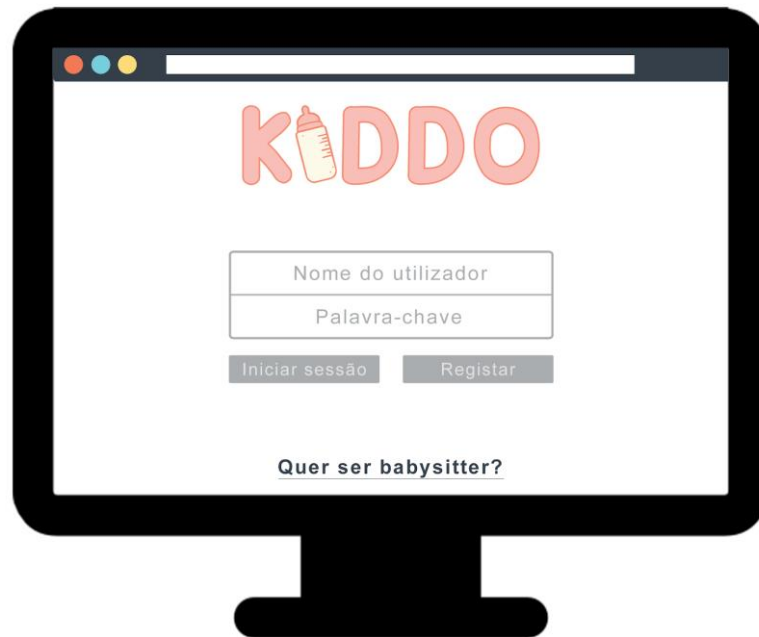 KIDDO
Nome do utilizador
Palavra-chave
Iniciar sessão Registar
Quer ser babysitter?